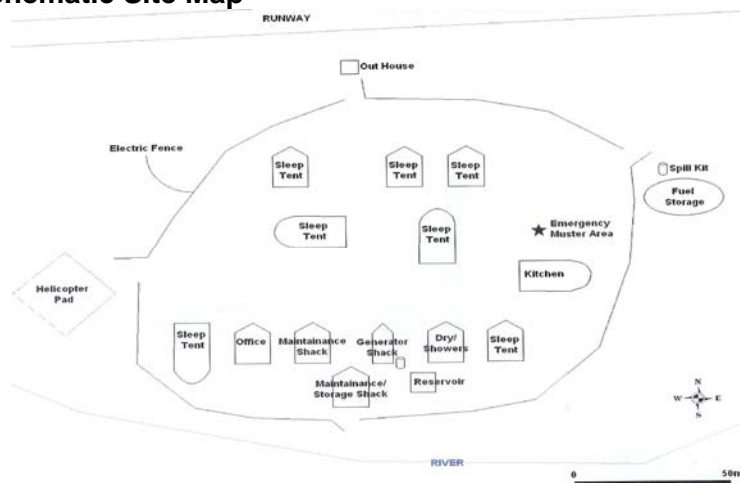 hematic Site Map
RUNWAY
Out House
Electric Fence
Sleep
Tent
Sleep
Tent
Sleep
Tent
Spill Kit
Fuel
Storage
Sleep
Tent
Sleep
Tent
Emergency
Muster Area
Kitchen
Helicopter
Pad
Sleep
Tent
Office
Maintainance
Shack
Generator
Shack
Dry/
Showers
Sleep
Tent
Maintainance/
Storage Shack
Reservoir
N
W
E
S
RIVER
0
50m